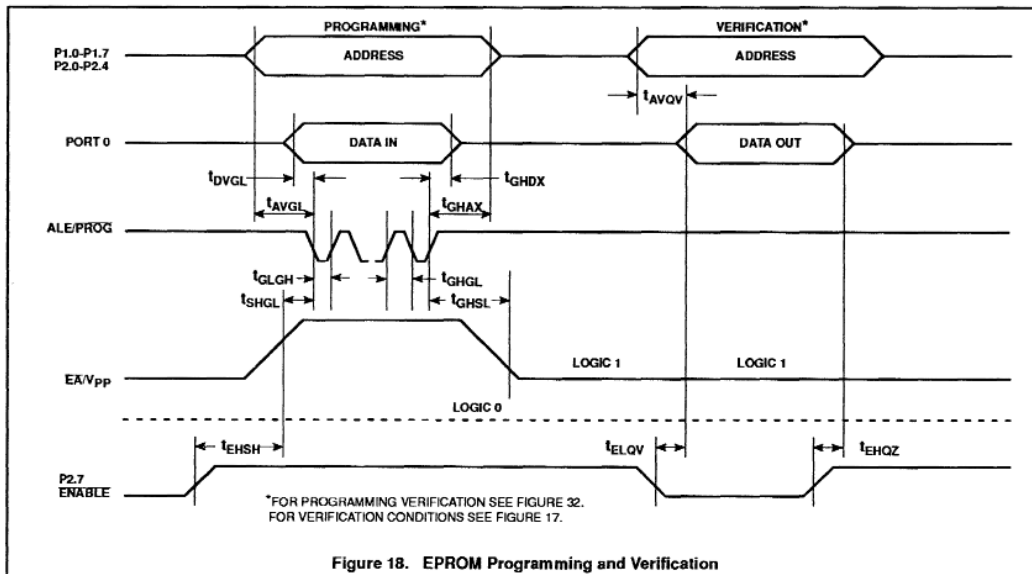 PROGRAMMING*
VERIFICATION*
P1.0-P1.7
P2.0-P2.4
ADDRESS
ADDRESS
tAVQV
PORT 0
DATA IN
DATA OUT
tDVGL
tGHDX
tAVGL
tGHAX
ALE/PROG
tGLGH
tGHGL
tSHGL
tGHSL
LOGIC 1
LOGIC 1
EA/VPP
LOGIC 0
tEHSH
tELQV
tEHQZ
P2.7
ENABLE
*FOR PROGRAMMING VERIFICATION SEE FIGURE 32.
FOR VERIFICATION CONDITIONS SEE FIGURE 17.
Figure 18. EPROM Programming and Verification